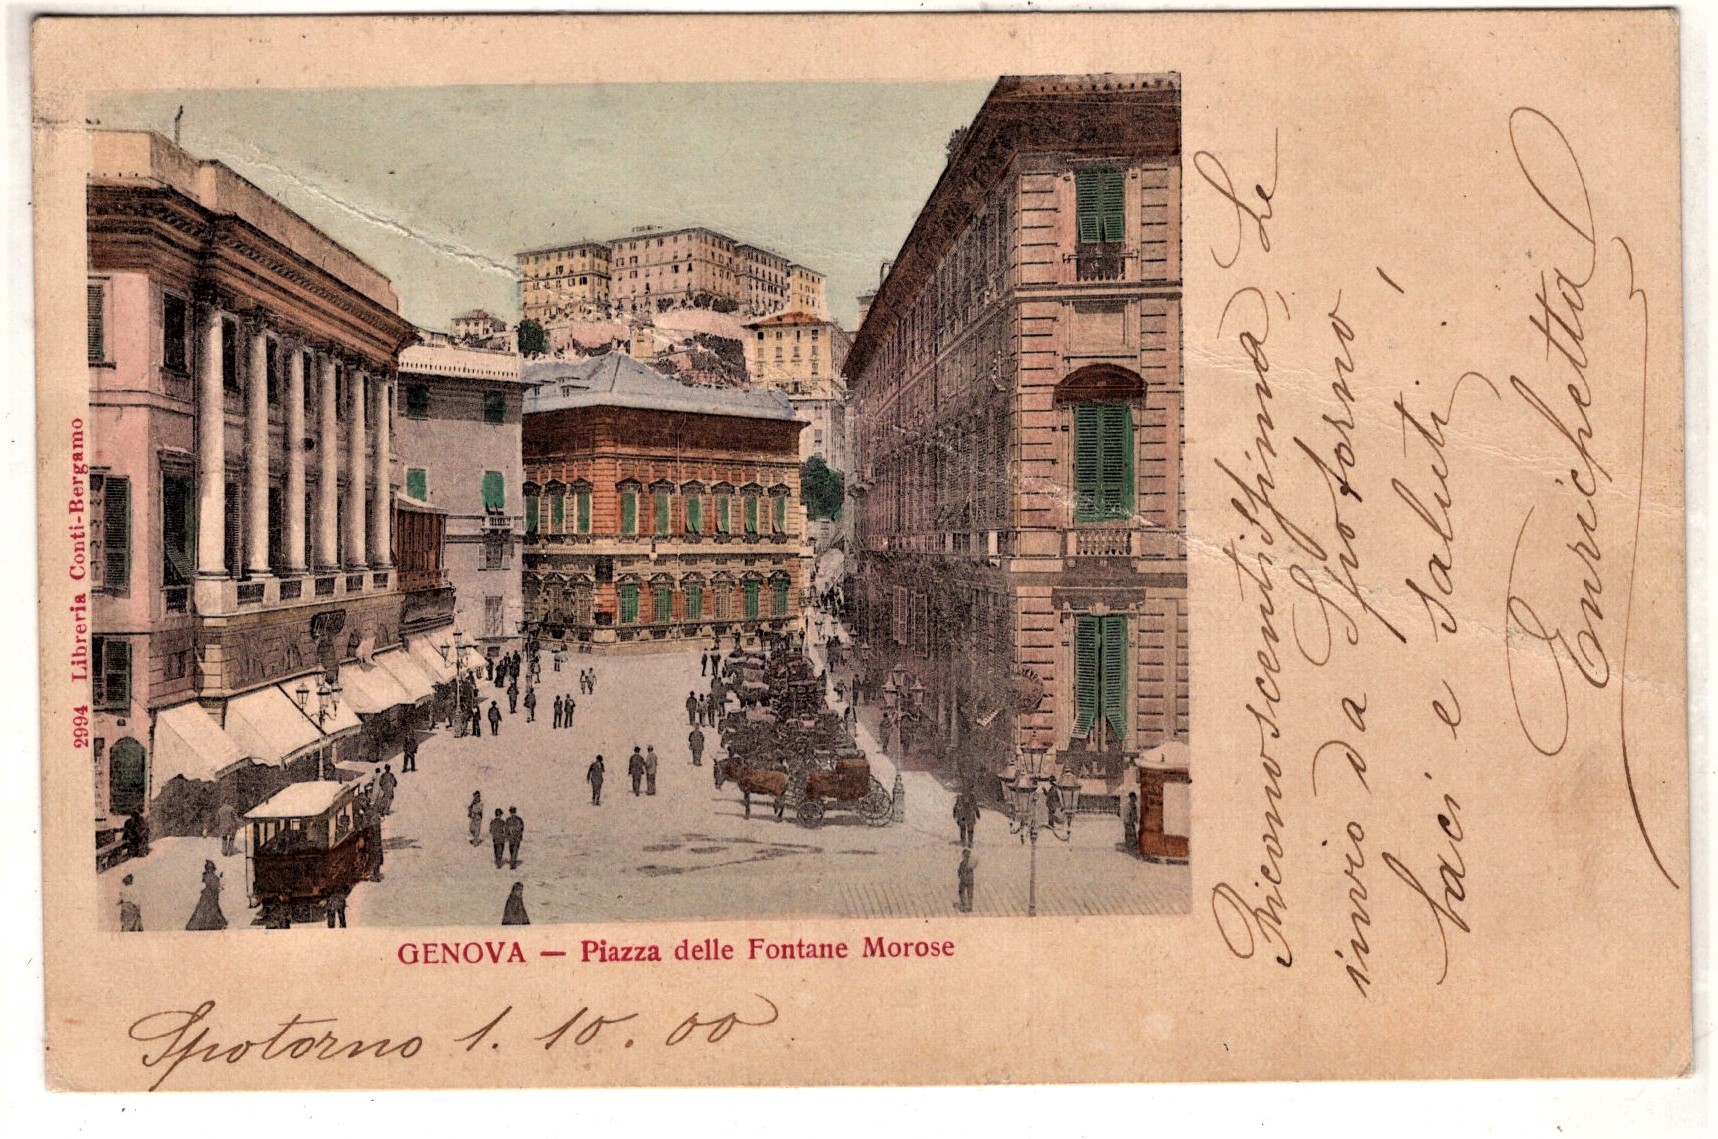 2994 Libreria Conti-Bergamo
GENOVA — Piazza delle Fontane Morose
Spotorno 1. 10. 00
Riconoscentissima, Le
invio da Spotorno
baci e saluti.
Enrichetta